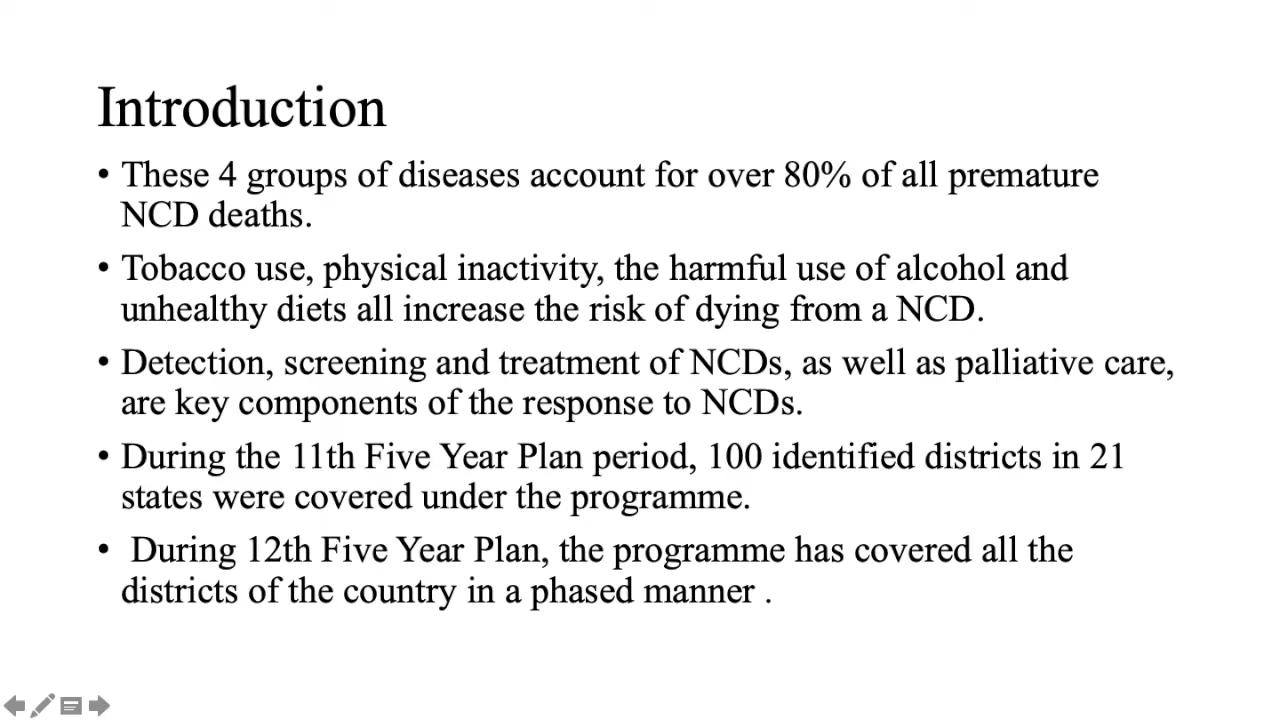 Introduction
• These 4 groups of diseases account for over 80% of all premature
NCD deaths.
• Tobacco use, physical inactivity, the harmful use of alcohol and
unhealthy diets all increase the risk of dying from a NCD.
• Detection, screening and treatment of NCDs, as well as palliative care,
are key components of the response to NCDs.
• During the 11th Five Year Plan period, 100 identified districts in 21
states were covered under the programme.
• During 12th Five Year Plan, the programme has covered all the
districts of the country in a phased manner .